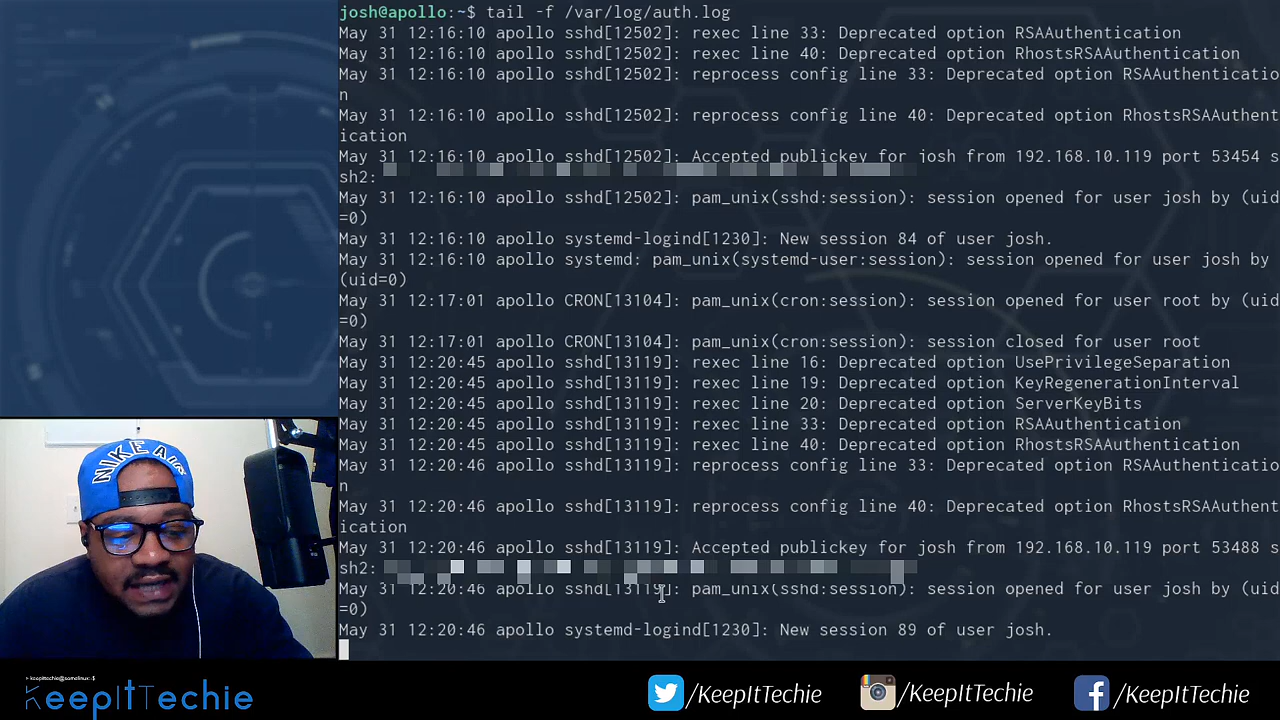 josh@apollo:~$ tail -f /var/log/auth.log
May 31 12:16:10 apollo sshd[12502]: rexec line 33: Deprecated option RSAAuthentication
May 31 12:16:10 apollo sshd[12502]: rexec line 40: Deprecated option RhostsRSAAuthentication
May 31 12:16:10 apollo sshd[12502]: reprocess config line 33: Deprecated option RSAAuthenticatio
n
May 31 12:16:10 apollo sshd[12502]: reprocess config line 40: Deprecated option RhostsRSAAuthent
ication
May 31 12:16:10 apollo sshd[12502]: Accepted publickey for josh from 192.168.10.119 port 53454 s
sh2:
May 31 12:16:10 apollo sshd[12502]: pam_unix(sshd:session): session opened for user josh by (uid
=0)
May 31 12:16:10 apollo systemd-logind[1230]: New session 84 of user josh.
May 31 12:16:10 apollo systemd: pam_unix(systemd-user:session): session opened for user josh by
(uid=0)
May 31 12:17:01 apollo CRON[13104]: pam_unix(cron:session): session opened for user root by (uid
=0)
May 31 12:17:01 apollo CRON[13104]: pam_unix(cron:session): session closed for user root
May 31 12:20:45 apollo sshd[13119]: rexec line 16: Deprecated option UsePrivilegeSeparation
May 31 12:20:45 apollo sshd[13119]: rexec line 19: Deprecated option KeyRegenerationInterval
May 31 12:20:45 apollo sshd[13119]: rexec line 20: Deprecated option ServerKeyBits
May 31 12:20:45 apollo sshd[13119]: rexec line 33: Deprecated option RSAAuthentication
May 31 12:20:45 apollo sshd[13119]: rexec line 40: Deprecated option RhostsRSAAuthentication
May 31 12:20:46 apollo sshd[13119]: reprocess config line 33: Deprecated option RSAAuthenticatio
n
May 31 12:20:46 apollo sshd[13119]: reprocess config line 40: Deprecated option RhostsRSAAuthent
ication
May 31 12:20:46 apollo sshd[13119]: Accepted publickey for josh from 192.168.10.119 port 53488 s
sh2:
May 31 12:20:46 apollo sshd[13119]: pam_unix(sshd:session): session opened for user josh by (uid
=0)
May 31 12:20:46 apollo systemd-logind[1230]: New session 89 of user josh.
NIKE AIR
keepittechie@somelinux:~$
KeepItTechie
/KeepItTechie
/KeepItTechie
/KeepItTechie